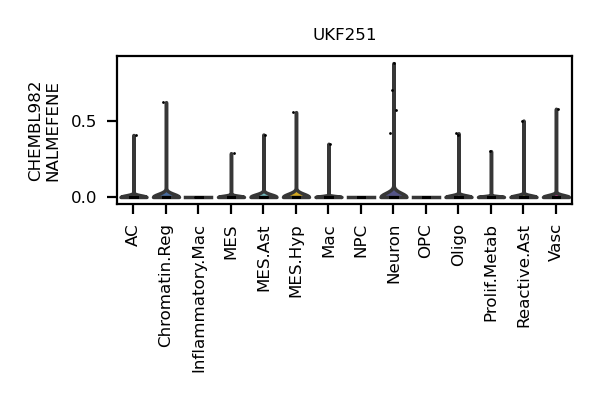 UKF251
CHEMBL982
NALMEFENE
0.5
0.0
AC
Chromatin.Reg
Inflammatory.Mac
MES
MES.Ast
MES.Hyp
Mac
NPC
Neuron
OPC
Oligo
Prolif.Metab
Reactive.Ast
Vasc